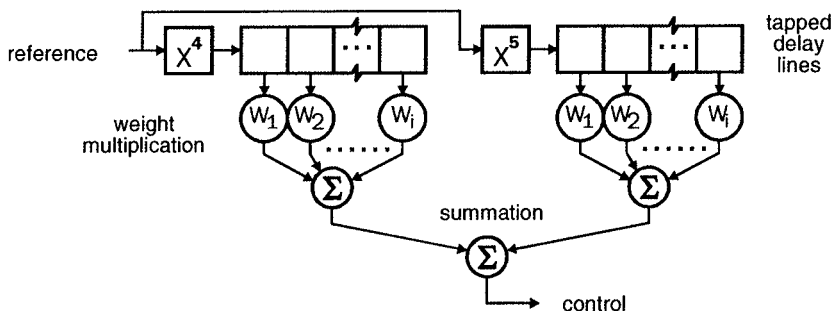 reference
X⁴
X⁵
tapped
delay
lines
weight
multiplication
W₁ W₂ Wᵢ
W₁ W₂ Wᵢ
Σ
Σ
summation
Σ
control